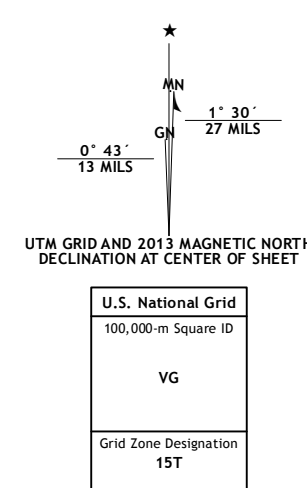 ★
MN
1° 30´
27 MILS
GN
0° 43´
13 MILS
UTM GRID AND 2013 MAGNETIC NORTH
DECLINATION AT CENTER OF SHEET
U.S. National Grid
100,000-m Square ID
VG
Grid Zone Designation
15T